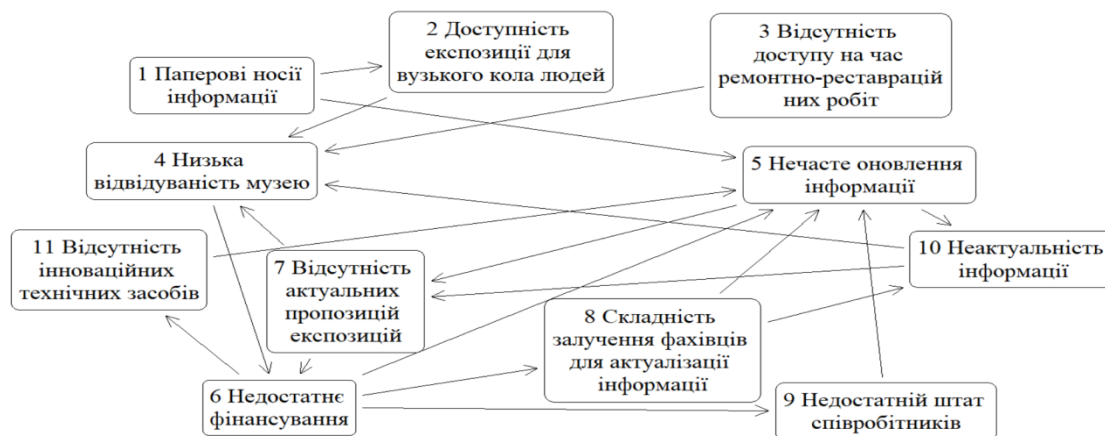 1 Паперові носії
інформації
2 Доступність
експозиції для
вузького кола людей
3 Відсутність
доступу на час
ремонтно-реставрацій
них робіт
4 Низька
відвідуваність музею
5 Нечасте оновлення
інформації
11 Відсутність
інноваційних
технічних засобів
7 Відсутність
актуальних
пропозицій
експозицій
10 Неактуальність
інформації
8 Складність
залучення фахівців
для актуалізації
інформації
6 Недостатнє
фінансування
9 Недостатній штат
співробітників